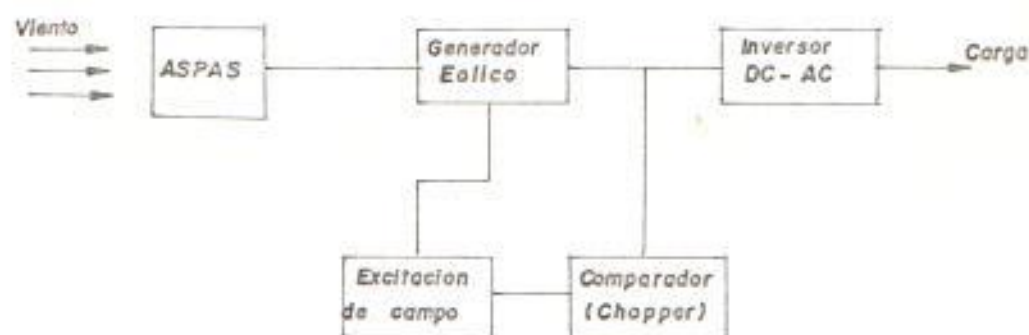 Viento
ASPAS
Generador
Eolico
Inversor
DC - AC
Carga
Excitacion
de campo
Comparador
(Chopper)